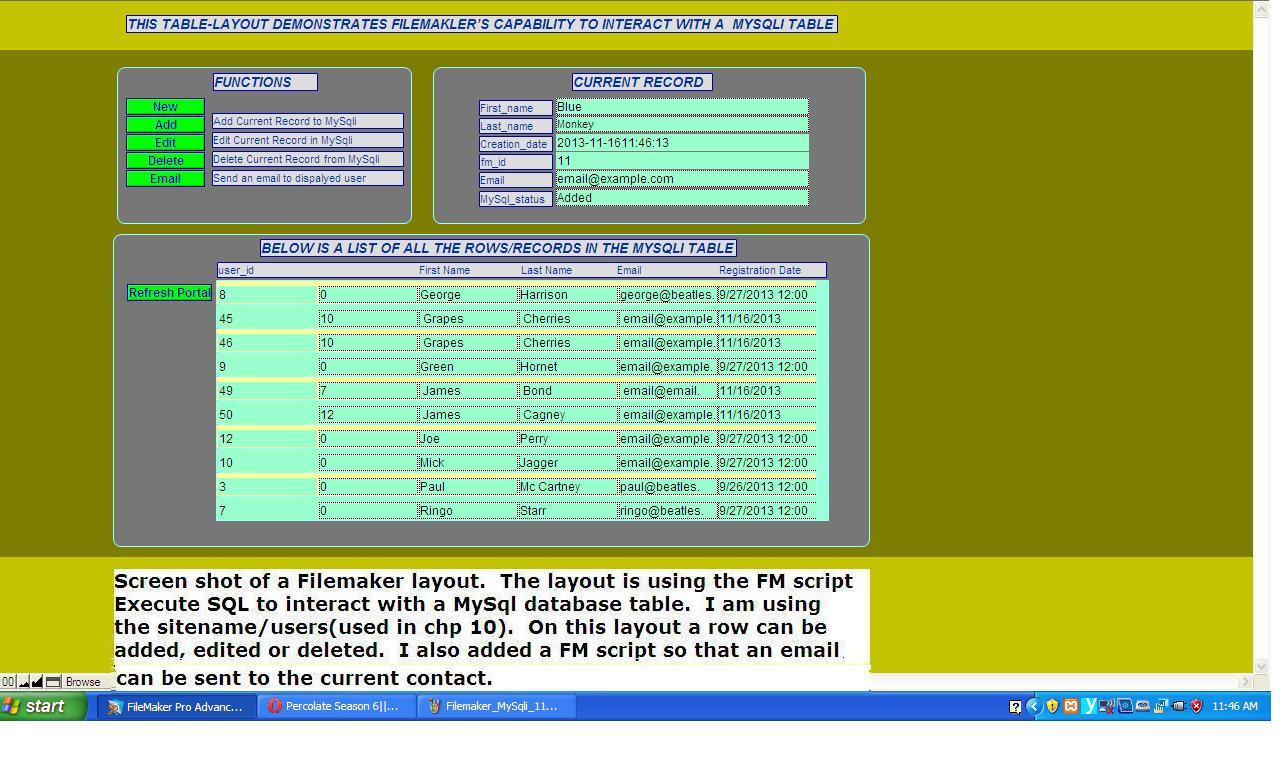 THIS TABLE-LAYOUT DEMONSTRATES FILEMAKLER'S CAPABILITY TO INTERACT WITH A MYSQLI TABLE
FUNCTIONS
New
Add
Add Current Record to MySqli
Edit
Edit Current Record in MySqli
Delete
Delete Current Record from MySqli
Email
Send an email to dispalyed user
CURRENT RECORD
First_name Blue
Last_name Monkey
Creation_date 2013-11-1611:46:13
fm_id 11
Email email@example.com
MySql_status Added
BELOW IS A LIST OF ALL THE ROWS/RECORDS IN THE MYSQLI TABLE
user_id First Name Last Name Email Registration Date
Refresh Portal
8 0 George Harrison george@beatles. 9/27/2013 12:00
45 10 Grapes Cherries email@example. 11/16/2013
46 10 Grapes Cherries email@example. 11/16/2013
9 0 Green Hornet email@example. 9/27/2013 12:00
49 7 James Bond email@email. 11/16/2013
50 12 James Cagney email@example. 11/16/2013
12 0 Joe Perry email@example. 9/27/2013 12:00
10 0 Mick Jagger email@example. 9/27/2013 12:00
3 0 Paul Mc Cartney paul@beatles. 9/26/2013 12:00
7 0 Ringo Starr ringo@beatles. 9/27/2013 12:00
Screen shot of a Filemaker layout. The layout is using the FM script
Execute SQL to interact with a MySql database table. I am using
the sitename/users(used in chp 10). On this layout a row can be
added, edited or deleted. I also added a FM script so that an email
can be sent to the current contact.
00 Browse
start FileMaker Pro Advanc... Percolate Season 6||... Filemaker_MySqli_11... 11:46 AM